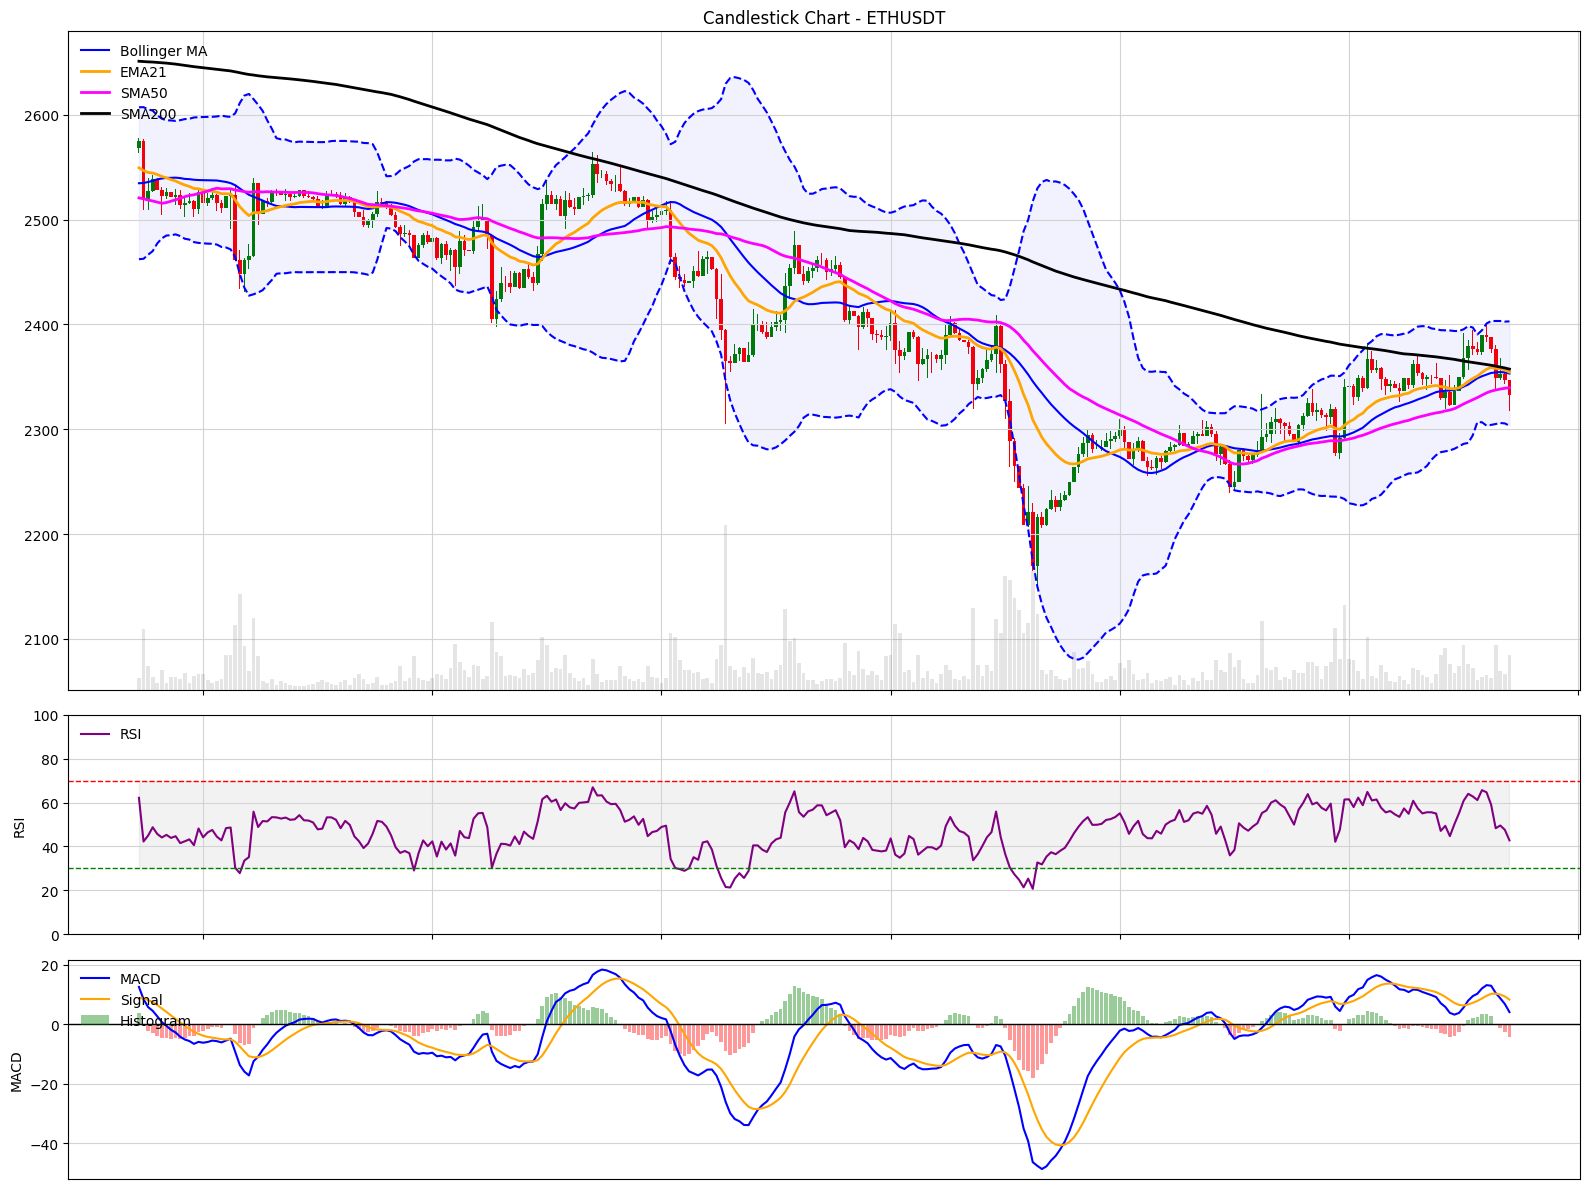 Candlestick Chart - ETHUSDT
Bollinger MA
EMA21
SMA50
SMA200
2600
2500
2400
2300
2200
2100
RSI
100
80
60
40
20
0
RSI
MACD
Signal
Histogram
20
0
−20
−40
MACD